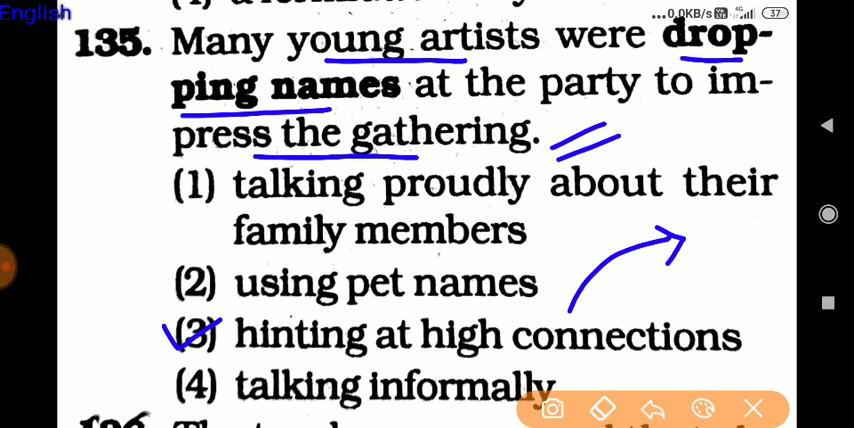 English
...0.0KB/s 4G 37
135. Many young artists were drop-
ping names at the party to im-
press the gathering.
(1) talking proudly about their
family members
(2) using pet names
(3) hinting at high connections
(4) talking informally